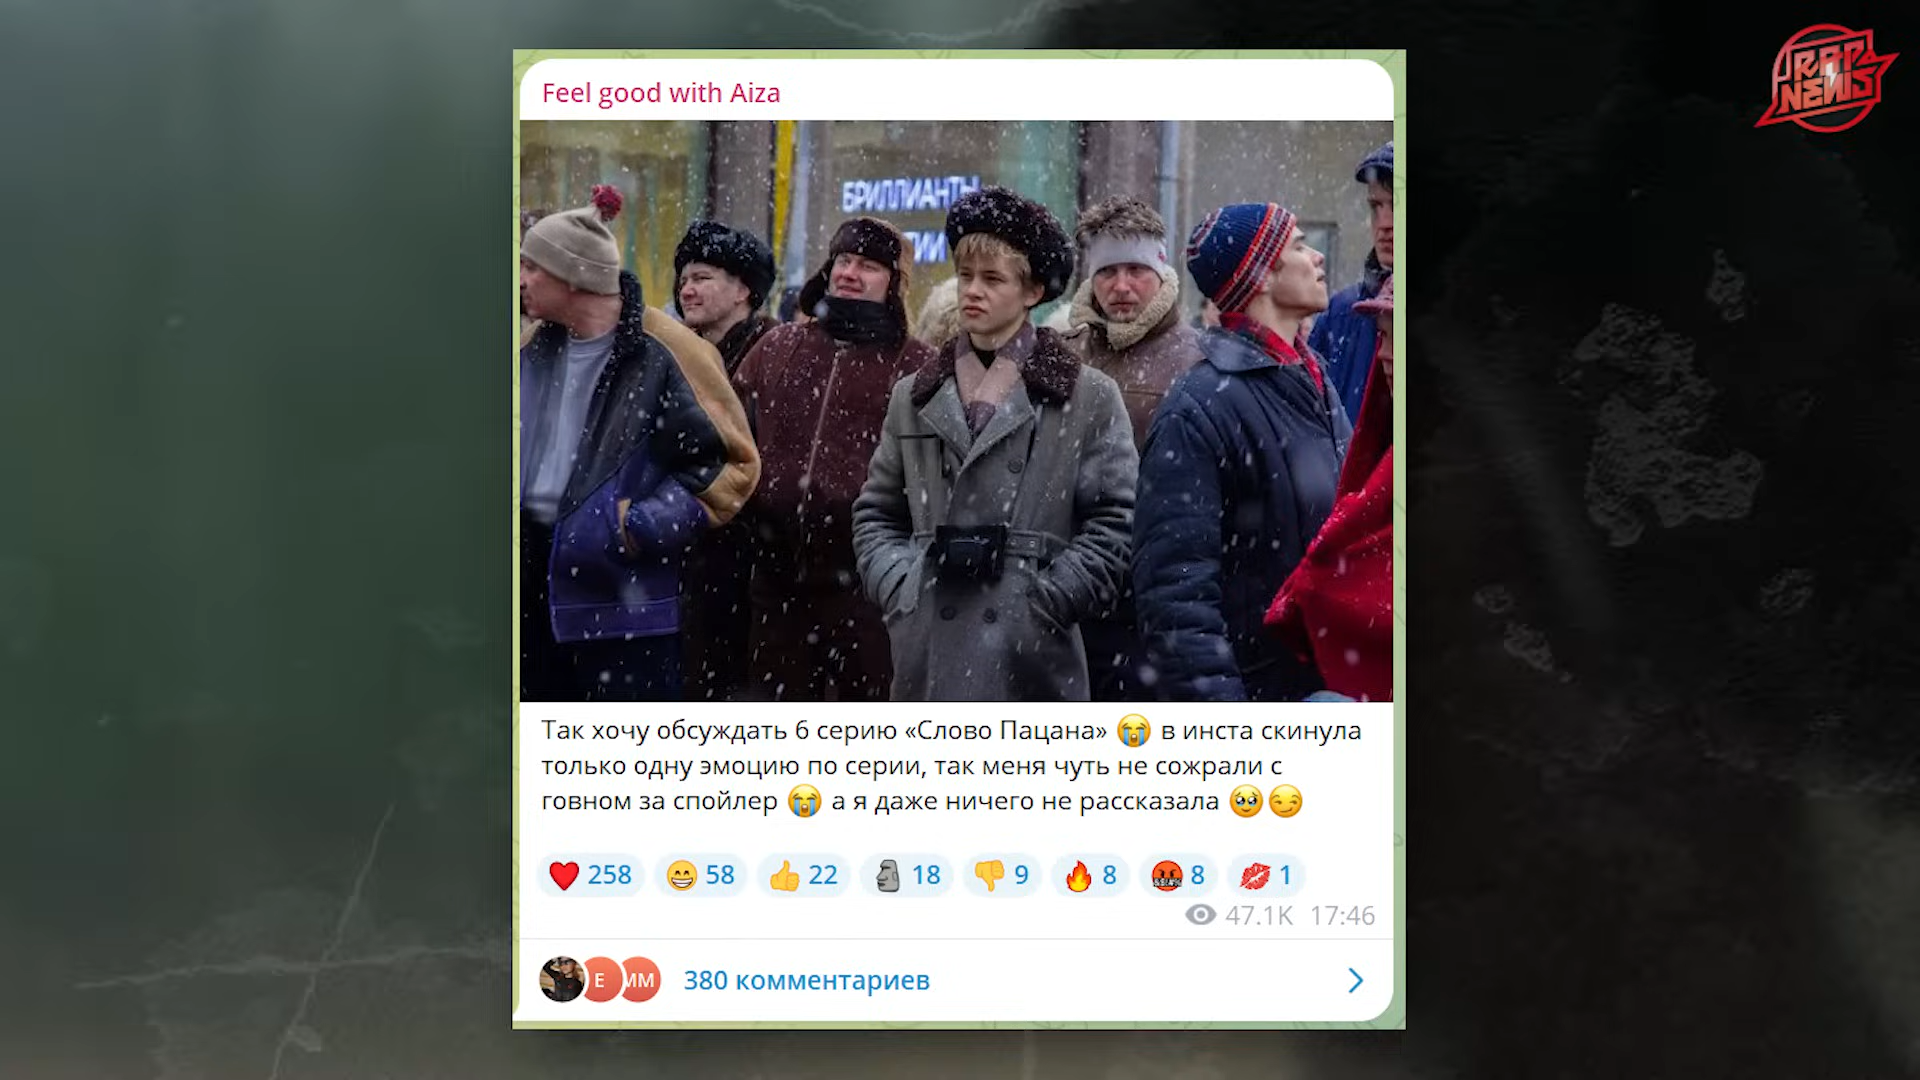 RAP
NEWS
Feel good with Aiza
БРИЛЛИАНТЫ
Так хочу обсуждать 6 серию «Слово Пацана» 😭 в инста скинула
только одну эмоцию по серии, так меня чуть не сожрали с
говном за спойлер 😭 а я даже ничего не рассказала 🥹😏
❤️ 258 😁 58 👍 22 🗿 18 👎 9 🔥 8 🤬 8 💋 1
47.1K 17:46
E
ММ
380 комментариев